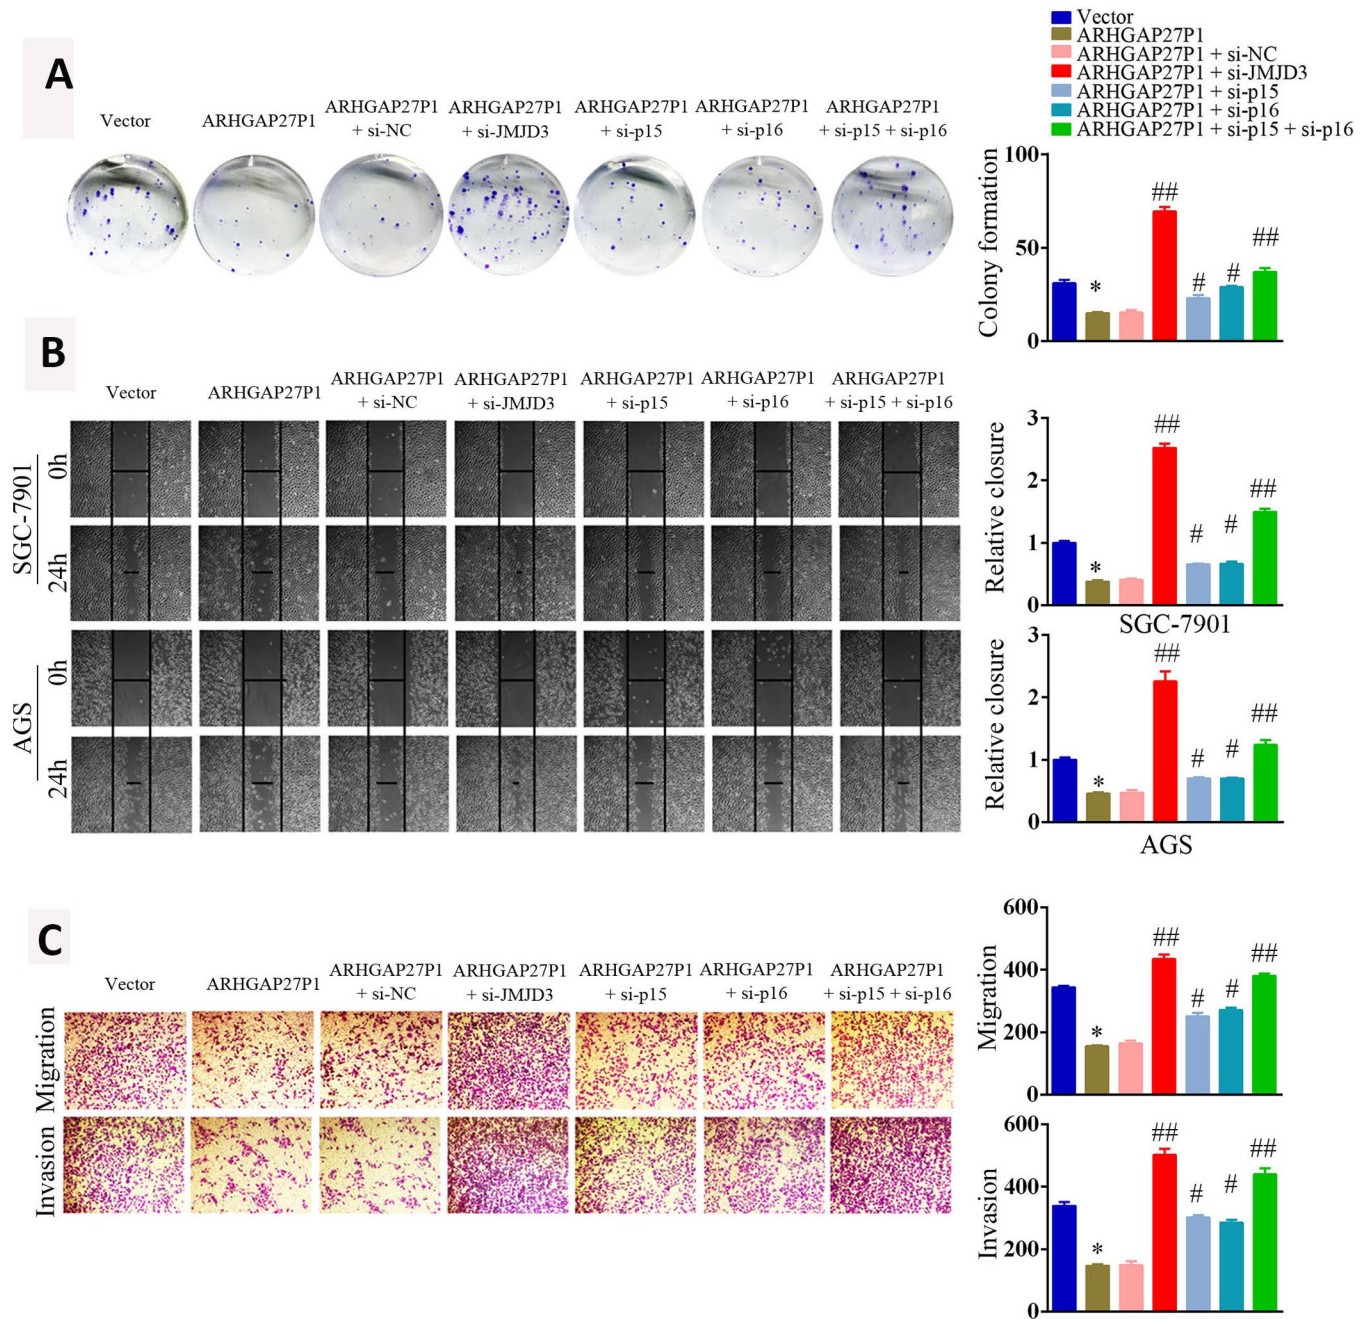 Vector
ARHGAP27P1
ARHGAP27P1 + si-NC
ARHGAP27P1 + si-JMJD3
ARHGAP27P1 + si-p15
ARHGAP27P1 + si-p16
ARHGAP27P1 + si-p15 + si-p16
A
Vector
ARHGAP27P1
ARHGAP27P1
+ si-NC
ARHGAP27P1
+ si-JMJD3
ARHGAP27P1
+ si-p15
ARHGAP27P1
+ si-p16
ARHGAP27P1
+ si-p15 + si-p16
Colony formation
100
50
0
*
##
#
#
##
B
Vector
ARHGAP27P1
ARHGAP27P1
+ si-NC
ARHGAP27P1
+ si-JMJD3
ARHGAP27P1
+ si-p15
ARHGAP27P1
+ si-p16
ARHGAP27P1
+ si-p15 + si-p16
SGC-7901
0h
24h
AGS
0h
24h
Relative closure
3
2
1
0
*
##
#
#
##
SGC-7901
Relative closure
3
2
1
0
*
##
#
#
##
AGS
C
Vector
ARHGAP27P1
ARHGAP27P1
+ si-NC
ARHGAP27P1
+ si-JMJD3
ARHGAP27P1
+ si-p15
ARHGAP27P1
+ si-p16
ARHGAP27P1
+ si-p15 + si-p16
Migration
Invasion
Migration
600
400
200
0
*
##
#
#
##
Invasion
600
400
200
0
*
##
#
#
##